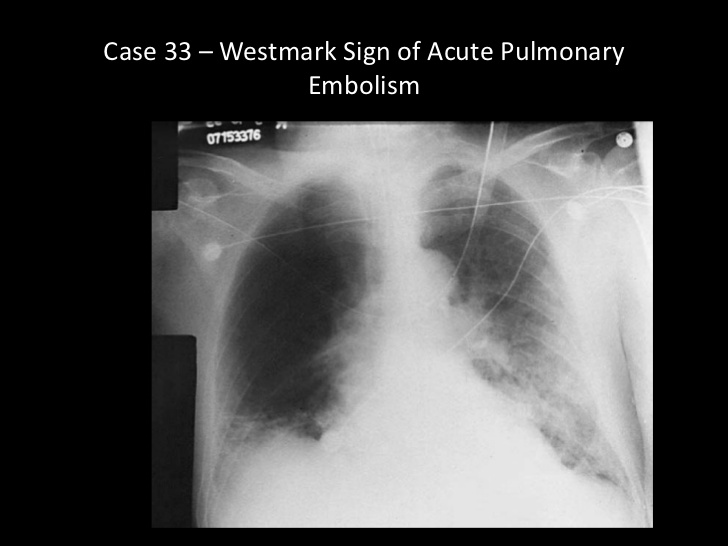 Case 33 – Westmark Sign of Acute Pulmonary
Embolism
07153376